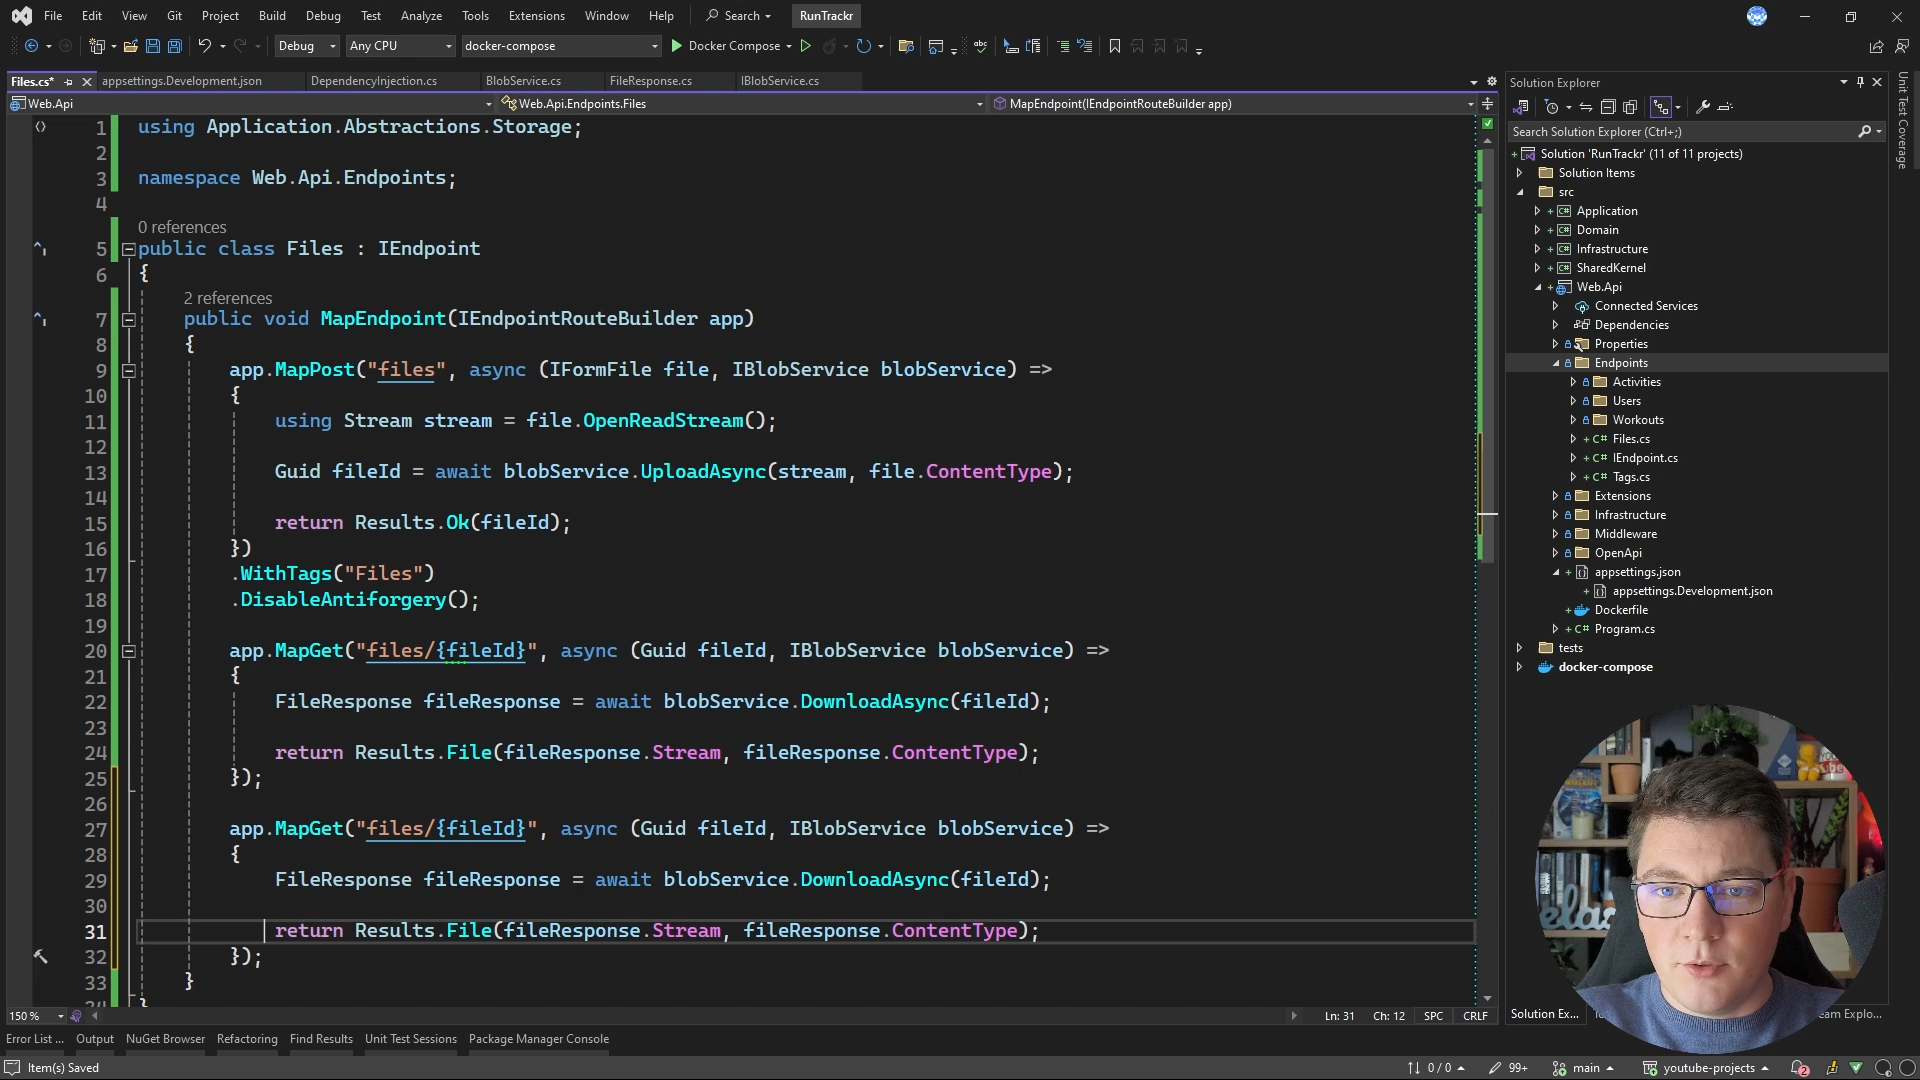 File Edit View Git Project Build Debug Test Analyze Tools Extensions Window Help Search RunTrackr
Debug Any CPU docker-compose Docker Compose
Files.cs* appsettings.Development.json DependencyInjection.cs BlobService.cs FileResponse.cs IBlobService.cs
Web.Api Web.Api.Endpoints.Files MapEndpoint(IEndpointRouteBuilder app)
1 using Application.Abstractions.Storage;
2
3 namespace Web.Api.Endpoints;
4
0 references
5 public class Files : IEndpoint
6 {
2 references
7 public void MapEndpoint(IEndpointRouteBuilder app)
8 {
9 app.MapPost("files", async (IFormFile file, IBlobService blobService) =>
10 {
11 using Stream stream = file.OpenReadStream();
12
13 Guid fileId = await blobService.UploadAsync(stream, file.ContentType);
14
15 return Results.Ok(fileId);
16 })
17 .WithTags("Files")
18 .DisableAntiforgery();
19
20 app.MapGet("files/{fileId}", async (Guid fileId, IBlobService blobService) =>
21 {
22 FileResponse fileResponse = await blobService.DownloadAsync(fileId);
23
24 return Results.File(fileResponse.Stream, fileResponse.ContentType);
25 });
26
27 app.MapGet("files/{fileId}", async (Guid fileId, IBlobService blobService) =>
28 {
29 FileResponse fileResponse = await blobService.DownloadAsync(fileId);
30
31 return Results.File(fileResponse.Stream, fileResponse.ContentType);
32 });
33 }
150 % Ln: 31 Ch: 12 SPC CRLF
Error List ... Output NuGet Browser Refactoring Find Results Unit Test Sessions Package Manager Console
Item(s) Saved 0 / 0 99+ main youtube-projects 2
Solution Explorer
Search Solution Explorer (Ctrl+;)
Solution 'RunTrackr' (11 of 11 projects)
Solution Items
src
Application
Domain
Infrastructure
SharedKernel
Web.Api
Connected Services
Dependencies
Properties
Endpoints
Activities
Users
Workouts
C# Files.cs
C# IEndpoint.cs
C# Tags.cs
Extensions
Infrastructure
Middleware
OpenApi
appsettings.json
appsettings.Development.json
Dockerfile
C# Program.cs
tests
docker-compose
Solution Ex... eam Explo...
Unit Test Coverage